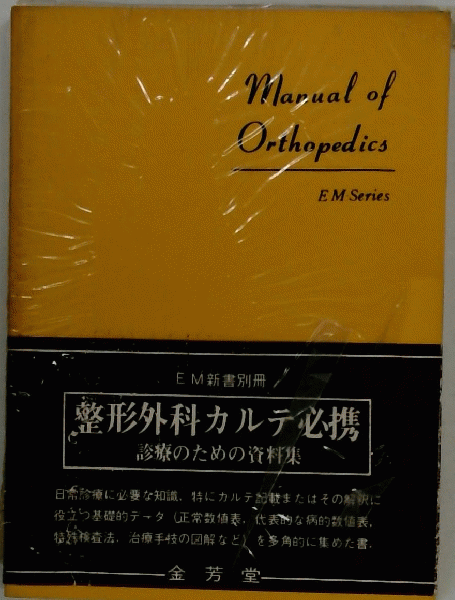 Manual of
Orthopedics
EM Series
EM新書別冊
整形外科カルテ必携
診療のための資料集
日常診療に必要な知識、特にカルテ記載またはその解釈に
役立つ基礎的データ（正常数値表、代表的な病的数値表、
特殊検査法、治療手技の図解など）を多角的に集めた書．
金芳堂